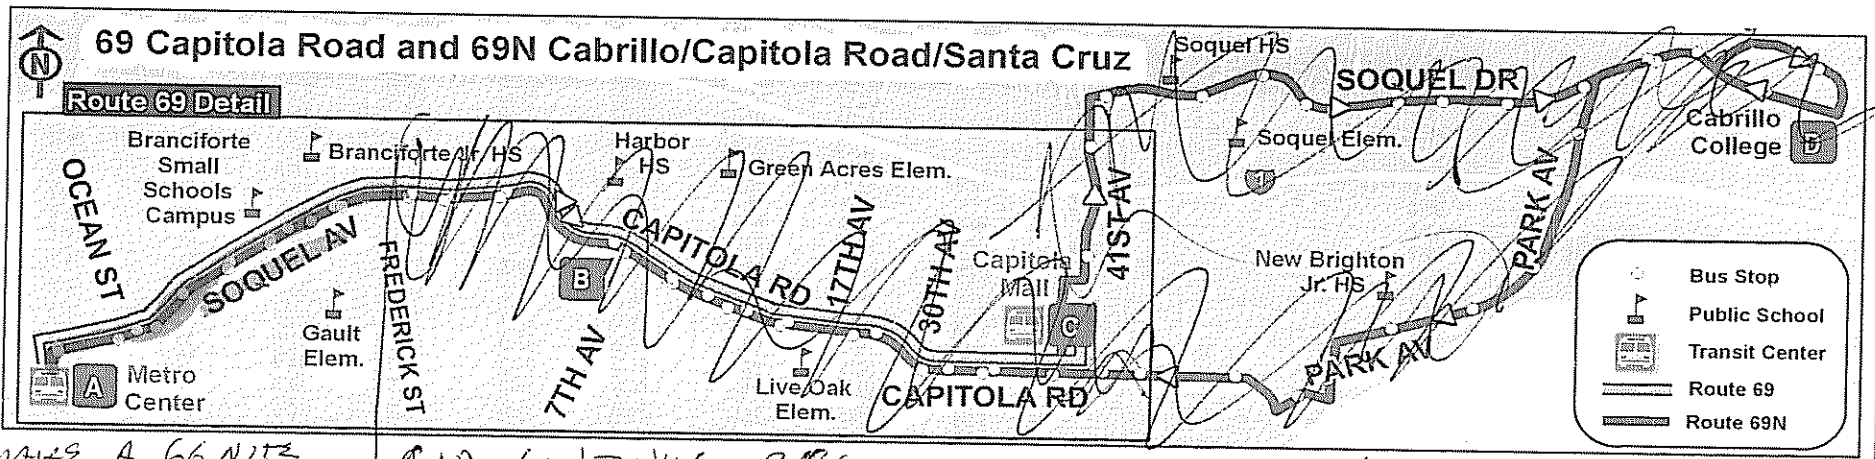 69 Capitola Road and 69N Cabrillo/Capitola Road/Santa Cruz
N
Route 69 Detail
Soquel HS
SOQUEL DR
Cabrillo
College
D
Soquel Elem.
1
Branciforte
Small
Schools
Campus
Branciforte Jr. HS
Harbor
HS
Green Acres Elem.
OCEAN ST
SOQUEL AV
FREDERICK ST
CAPITOLA RD
17TH AV
30TH AV
41ST AV
PARK AV
Capitola
Mall
C
B
New Brighton
Jr. HS
PARK AV
Gault
Elem.
7TH AV
Live Oak
Elem.
CAPITOLA RD
A
Metro
Center
Bus Stop
Public School
Transit Center
Route 69
Route 69N
A 66 NITE